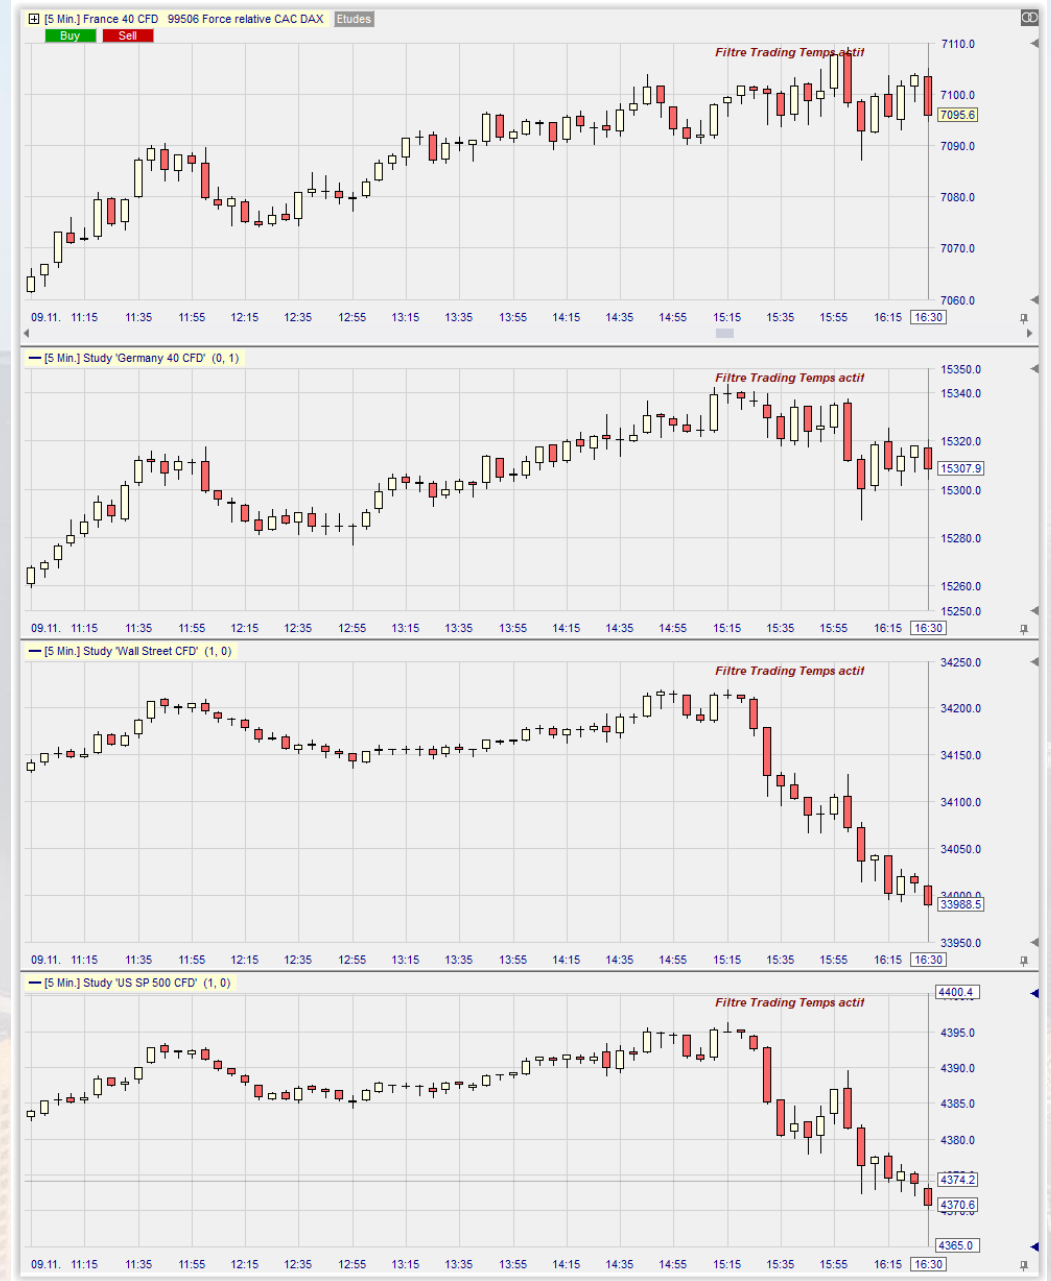 [5 Min.] France 40 CFD 99506 Force relative CAC DAX Etudes
Buy Sell
Filtre Trading Temps actif
7110.0
7100.0
7095.6
7090.0
7080.0
7070.0
7060.0
09.11. 11:15 11:35 11:55 12:15 12:35 12:55 13:15 13:35 13:55 14:15 14:35 14:55 15:15 15:35 15:55 16:15 16:30
[5 Min.] Study 'Germany 40 CFD' (0, 1)
Filtre Trading Temps actif
15350.0
15340.0
15320.0
15307.9
15300.0
15280.0
15260.0
15250.0
09.11. 11:15 11:35 11:55 12:15 12:35 12:55 13:15 13:35 13:55 14:15 14:35 14:55 15:15 15:35 15:55 16:15 16:30
[5 Min.] Study 'Wall Street CFD' (1, 0)
Filtre Trading Temps actif
34250.0
34200.0
34150.0
34100.0
34050.0
34000.0
33988.5
33950.0
09.11. 11:15 11:35 11:55 12:15 12:35 12:55 13:15 13:35 13:55 14:15 14:35 14:55 15:15 15:35 15:55 16:15 16:30
[5 Min.] Study 'US SP 500 CFD' (1, 0)
Filtre Trading Temps actif
4400.4
4395.0
4390.0
4385.0
4380.0
4374.2
4370.6
4365.0
09.11. 11:15 11:35 11:55 12:15 12:35 12:55 13:15 13:35 13:55 14:15 14:35 14:55 15:15 15:35 15:55 16:15 16:30